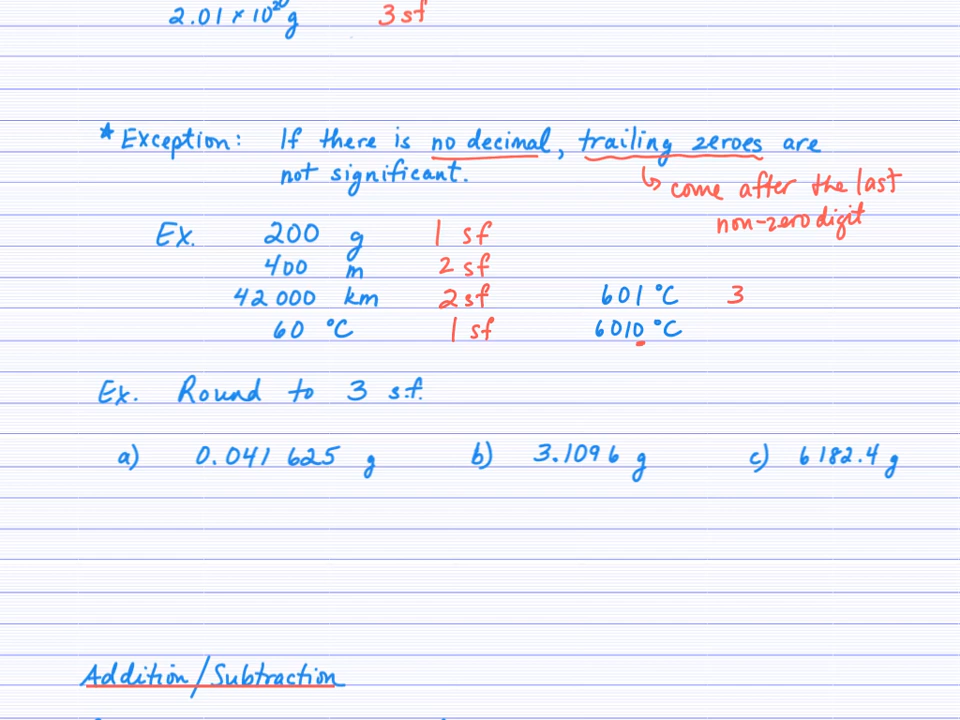 2.01 × 10²⁰ g 3 sf
* Exception: If there is no decimal, trailing zeroes are
not significant.
↳ come after the last
non-zero digit
Ex. 200 g 1 sf
400 m 2 sf
42 000 km 2 sf 601 °C 3
60 °C 1 sf 6010 °C
Ex. Round to 3 s.f.
a) 0.041 625 g b) 3.1096 g c) 6182.4 g
Addition/Subtraction